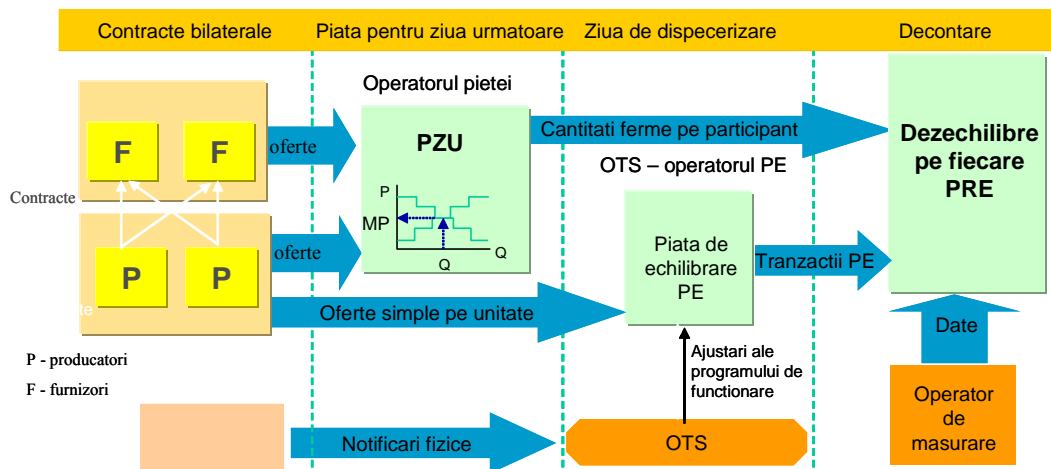 Contracte bilaterale
Piata pentru ziua urmatoare
Ziua de dispecerizare
Decontare
Operatorul pietei
F
F
oferte
PZU
P
MP
Q
Q
Cantitati ferme pe participant
OTS – operatorul PE
Dezechilibre
pe fiecare
PRE
Contracte
P
P
oferte
Piata de
echilibrare
PE
Tranzactii PE
te
Oferte simple pe unitate
Date
P - producatori
F - furnizori
Ajustari ale
programului de
functionare
Operator
de
masurare
Notificari fizice
OTS